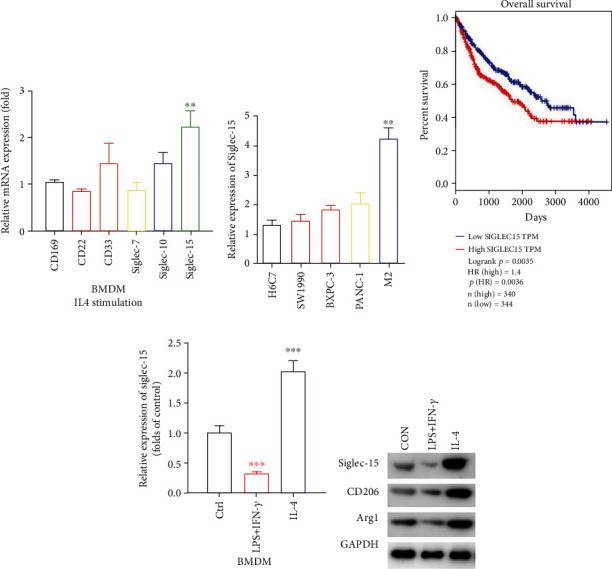 Relative mRNA expression (fold)
3
2
1
0
**
CD169
CD22
CD33
Siglec-7
Siglec-10
Siglec-15
BMDM
IL4 stimulation
Relative expression of Siglec-15
5
4
3
2
1
0
**
H6C7
SW1990
BXPC-3
PANC-1
M2
Overall survival
Percent survival
1.0
0.8
0.6
0.4
0.2
0.0
0 1000 2000 3000 4000
Days
Low SIGLEC15 TPM
High SIGLEC15 TPM
Logrank p = 0.0035
HR (high) = 1.4
p (HR) = 0.0036
n (high) = 340
n (low) = 344
Relative expression of siglec-15
(folds of control)
2.5
2.0
1.5
1.0
0.5
0.0
***
***
Ctrl
LPS+IFN-γ
IL-4
BMDM
CON
LPS+IFN-γ
IL-4
Siglec-15
CD206
Arg1
GAPDH